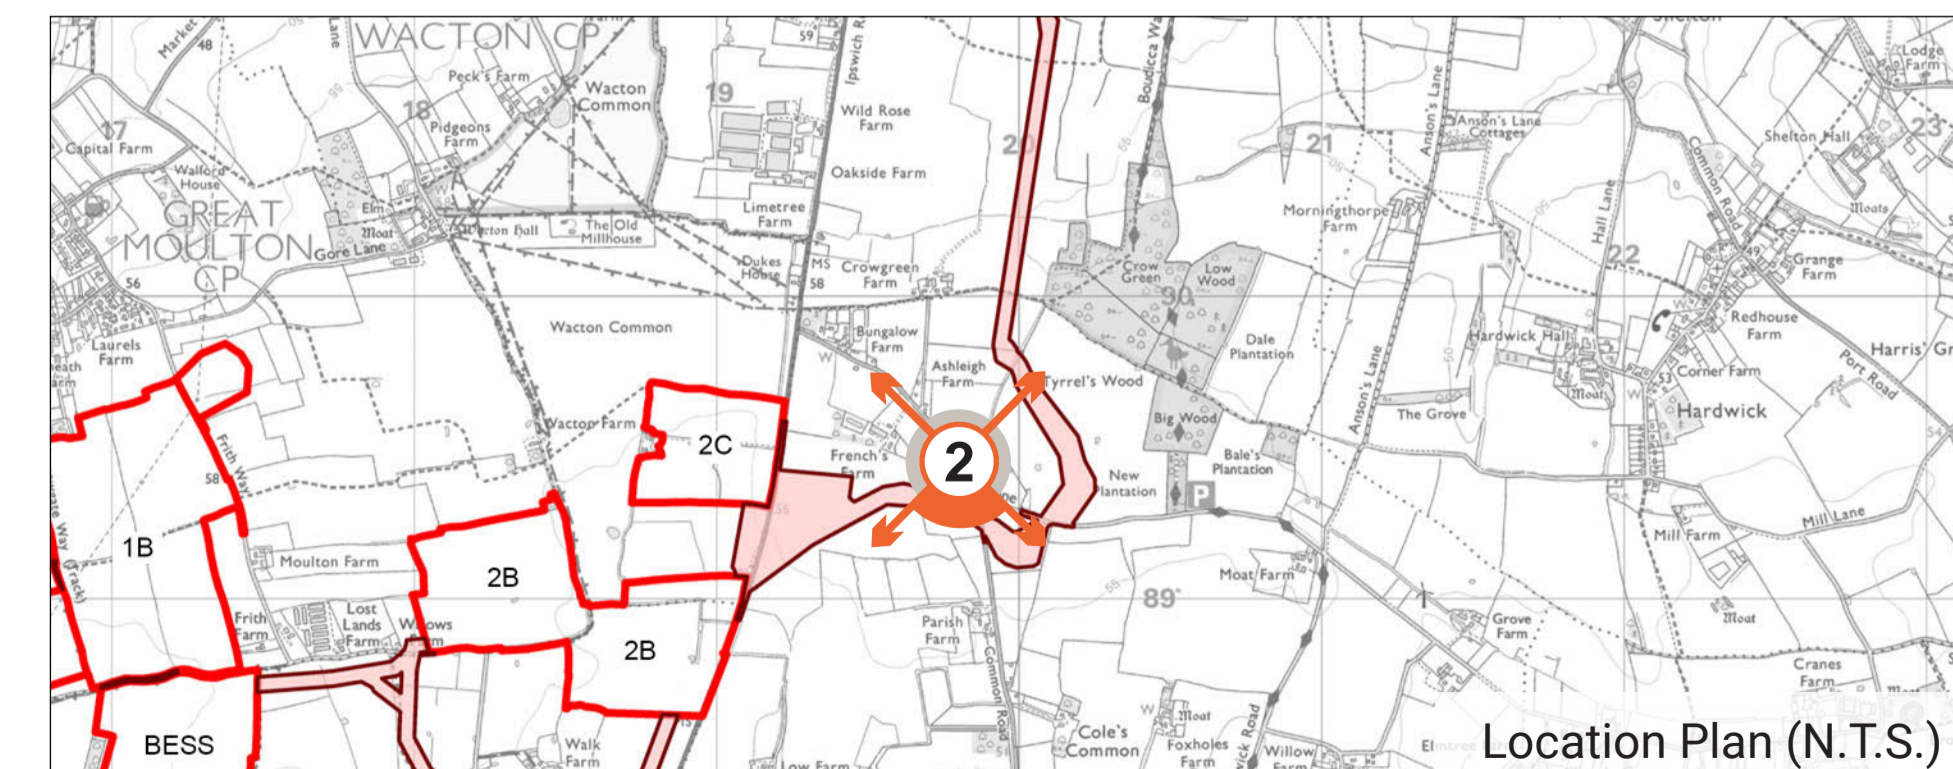 WACTON CP
Market
48
Lane
Peck's Farm
Wacton
Common
59
Ipswich R
Boudicca Wa
Lodge
Farm
17
18
19
20
21
22
23
Capital Farm
Pidgeons
Farm
Wild Rose
Farm
Anson's Lane
Anson's Lane
Cottages
Shelton Hall
Walford
House
Oakside Farm
Common Road
GREAT
MOULTON
CP
Elm
Moat
Gore Lane
The Old
Millhouse
Limetree
Farm
Morningthorpe
Farm
Hall Lane
Moats
56
Dukes
House
MS
58
Crowgreen
Farm
Crow
Green
Low
Wood
49
Grange
Farm
90
Laurels
Farm
Wacton Common
Bungalow
Farm
W
Dale
Plantation
Hardwick Hall
Redhouse
Farm
Ashleigh
Farm
Tyrrel's Wood
Anson's Lane
Port Road
Harris' Gr
53
Corner Farm
Moat
W
Wacton Farm
2C
Big Wood
The Grove
Hardwick
Frith Way
58
French's
Farm
2
New
Plantation
Bale's
Plantation
P
54
1B
Mill Lane
Mill Farm
Moulton Farm
2B
55
Moat Farm
89
(Track)
Frith
Farm
Lost
Lands
Farm
2B
Parish
Farm
Grove
Farm
Moat
Common Road
Cranes
Farm
BESS
Walk
Farm
Low Farm
Cole's
Common
W
Moat
Foxholes
Farm
Willow
Farm
51
Location Plan (N.T.S.)